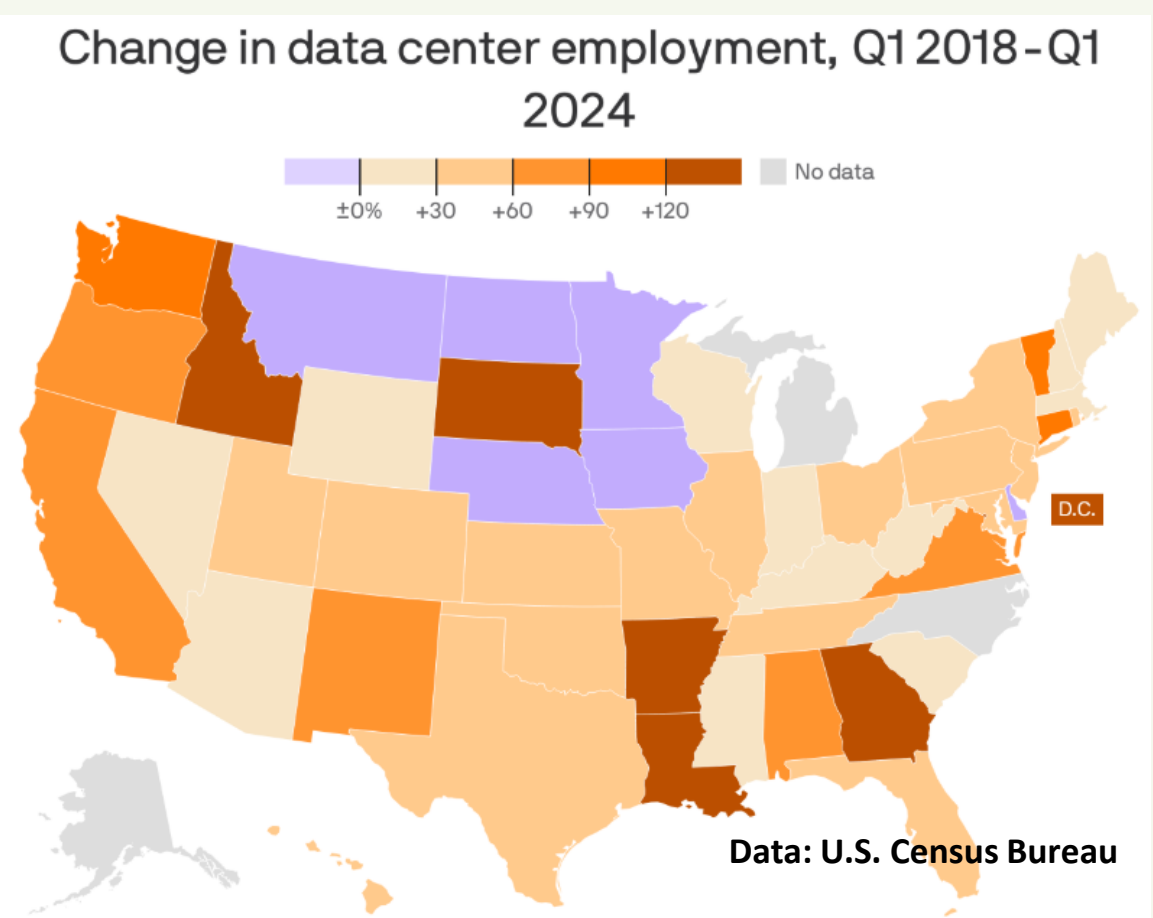 Change in data center employment, Q1 2018-Q1
2024
No data
±0% +30 +60 +90 +120
D.C.
Data: U.S. Census Bureau